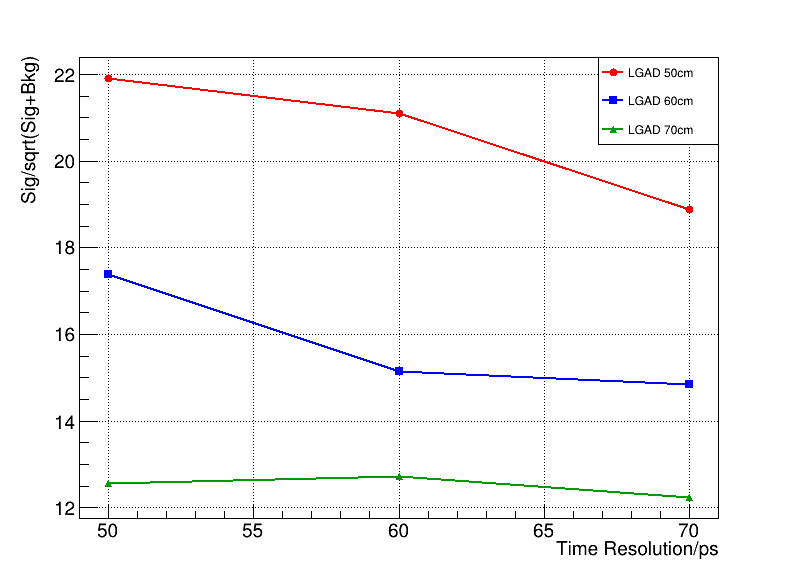 Sig/sqrt(Sig+Bkg)
22
20
18
16
14
12
LGAD 50cm
LGAD 60cm
LGAD 70cm
50 55 60 65 70
Time Resolution/ps